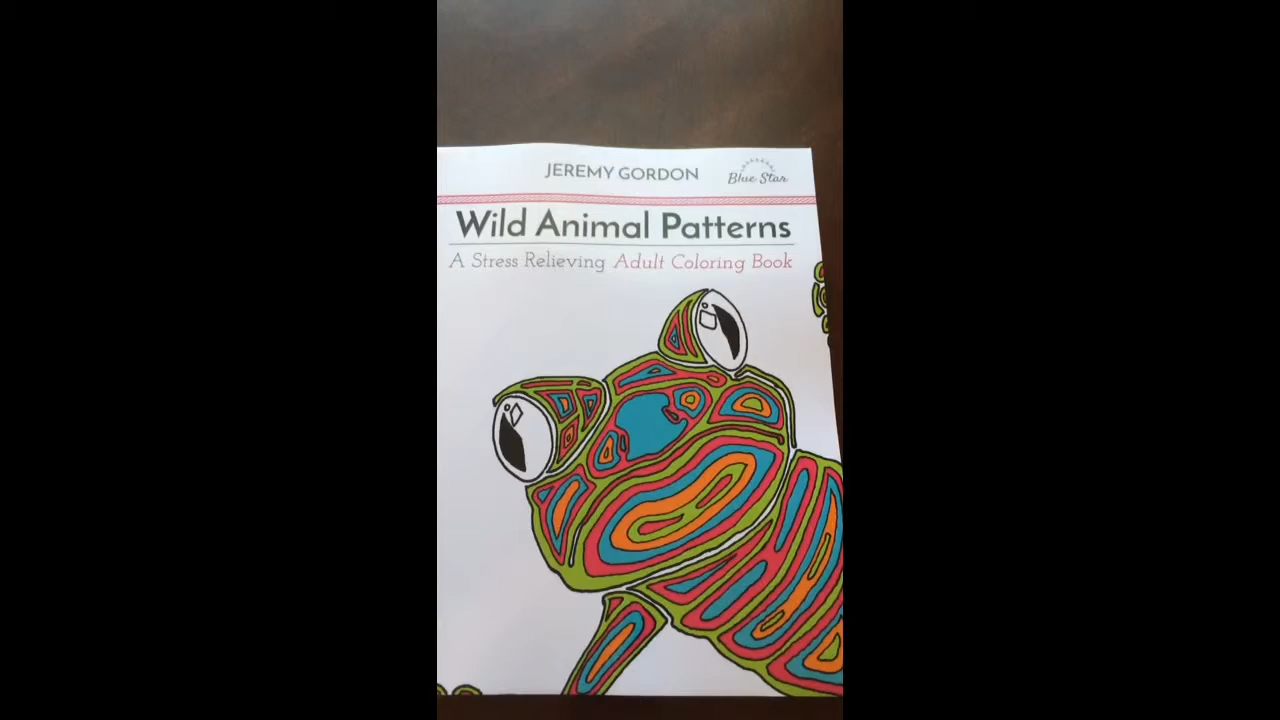 JEREMY GORDON
Blue Star
Wild Animal Patterns
A Stress Relieving Adult Coloring Book